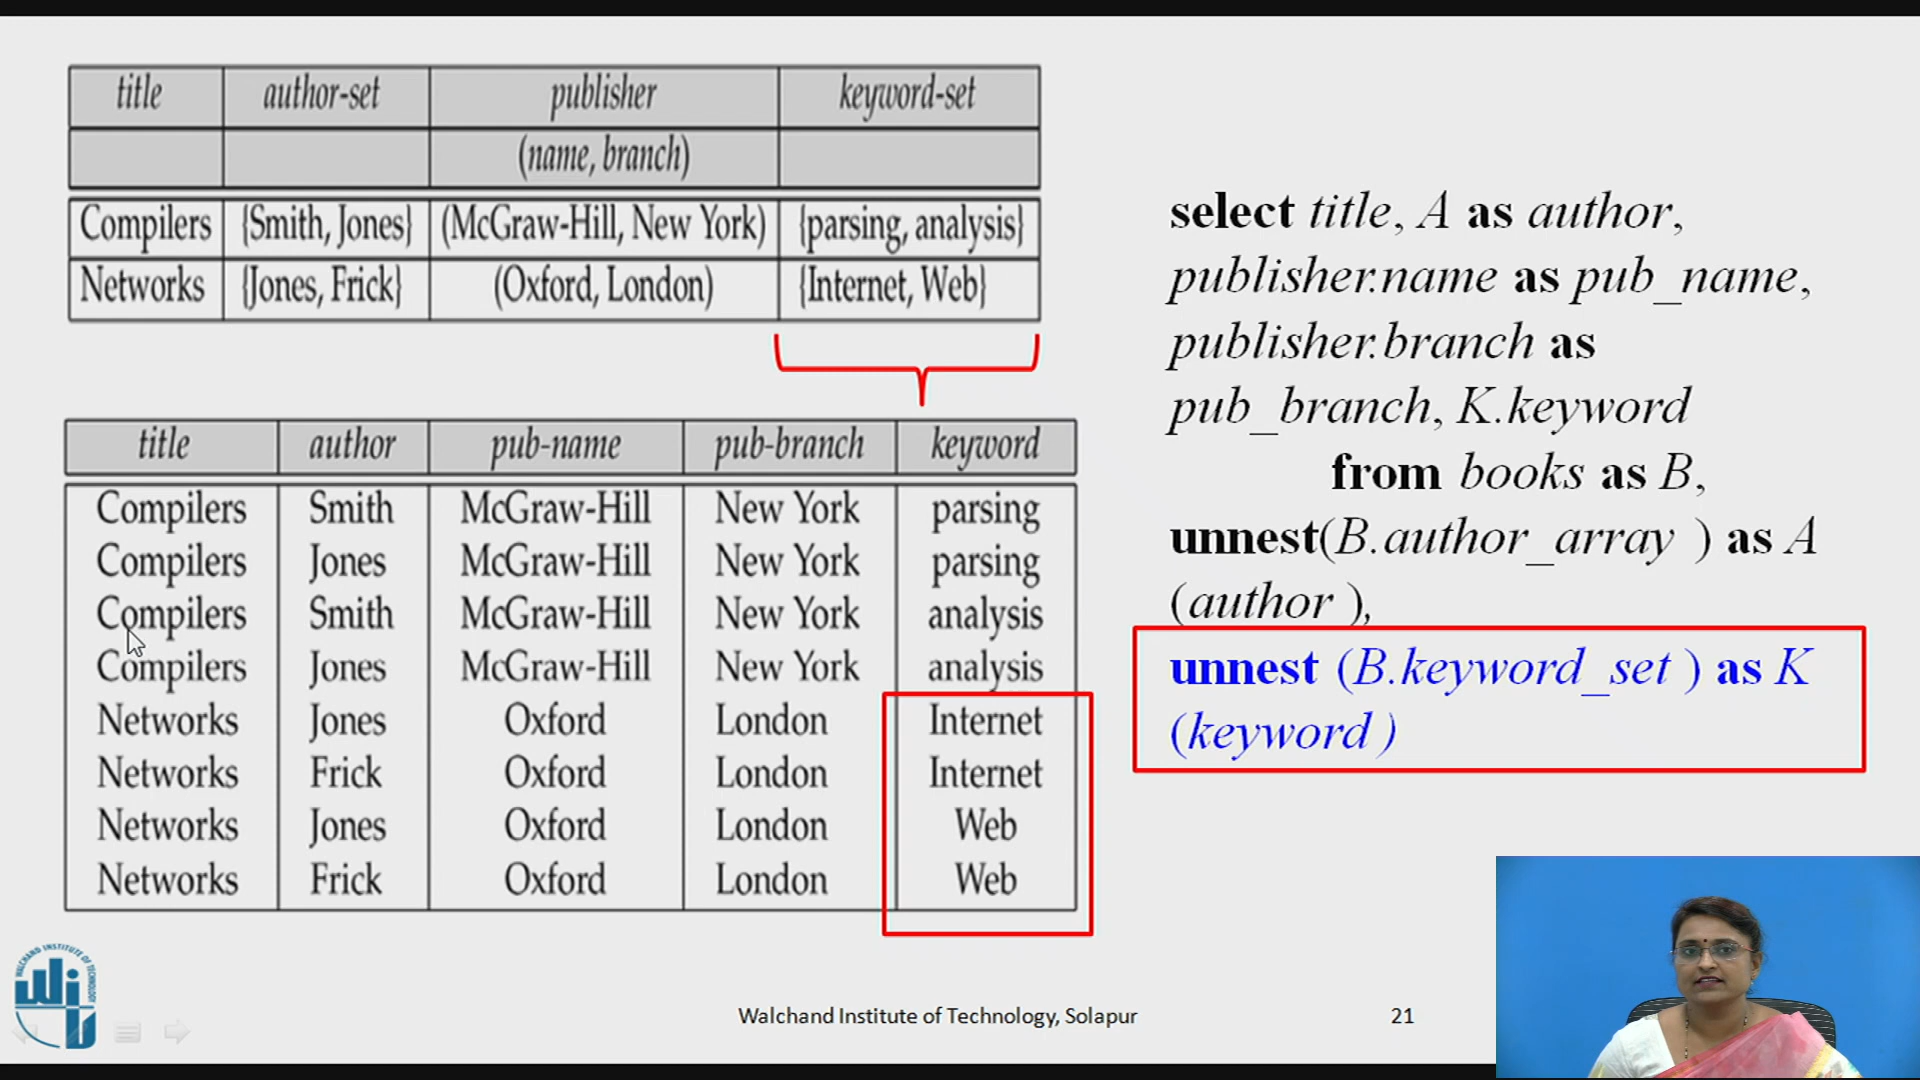 title author-set publisher keyword-set
(name, branch)
Compilers {Smith, Jones} (McGraw-Hill, New York) {parsing, analysis}
Networks {Jones, Frick} (Oxford, London) {Internet, Web}
title author pub-name pub-branch keyword
Compilers Smith McGraw-Hill New York parsing
Compilers Jones McGraw-Hill New York parsing
Compilers Smith McGraw-Hill New York analysis
Compilers Jones McGraw-Hill New York analysis
Networks Jones Oxford London Internet
Networks Frick Oxford London Internet
Networks Jones Oxford London Web
Networks Frick Oxford London Web
select title, A as author,
publisher.name as pub_name,
publisher.branch as
pub_branch, K.keyword
from books as B,
unnest(B.author_array ) as A
(author ),
unnest (B.keyword_set ) as K
(keyword )
WALCHAND INSTITUTE OF TECHNOLOGY
WIT
Walchand Institute of Technology, Solapur
21